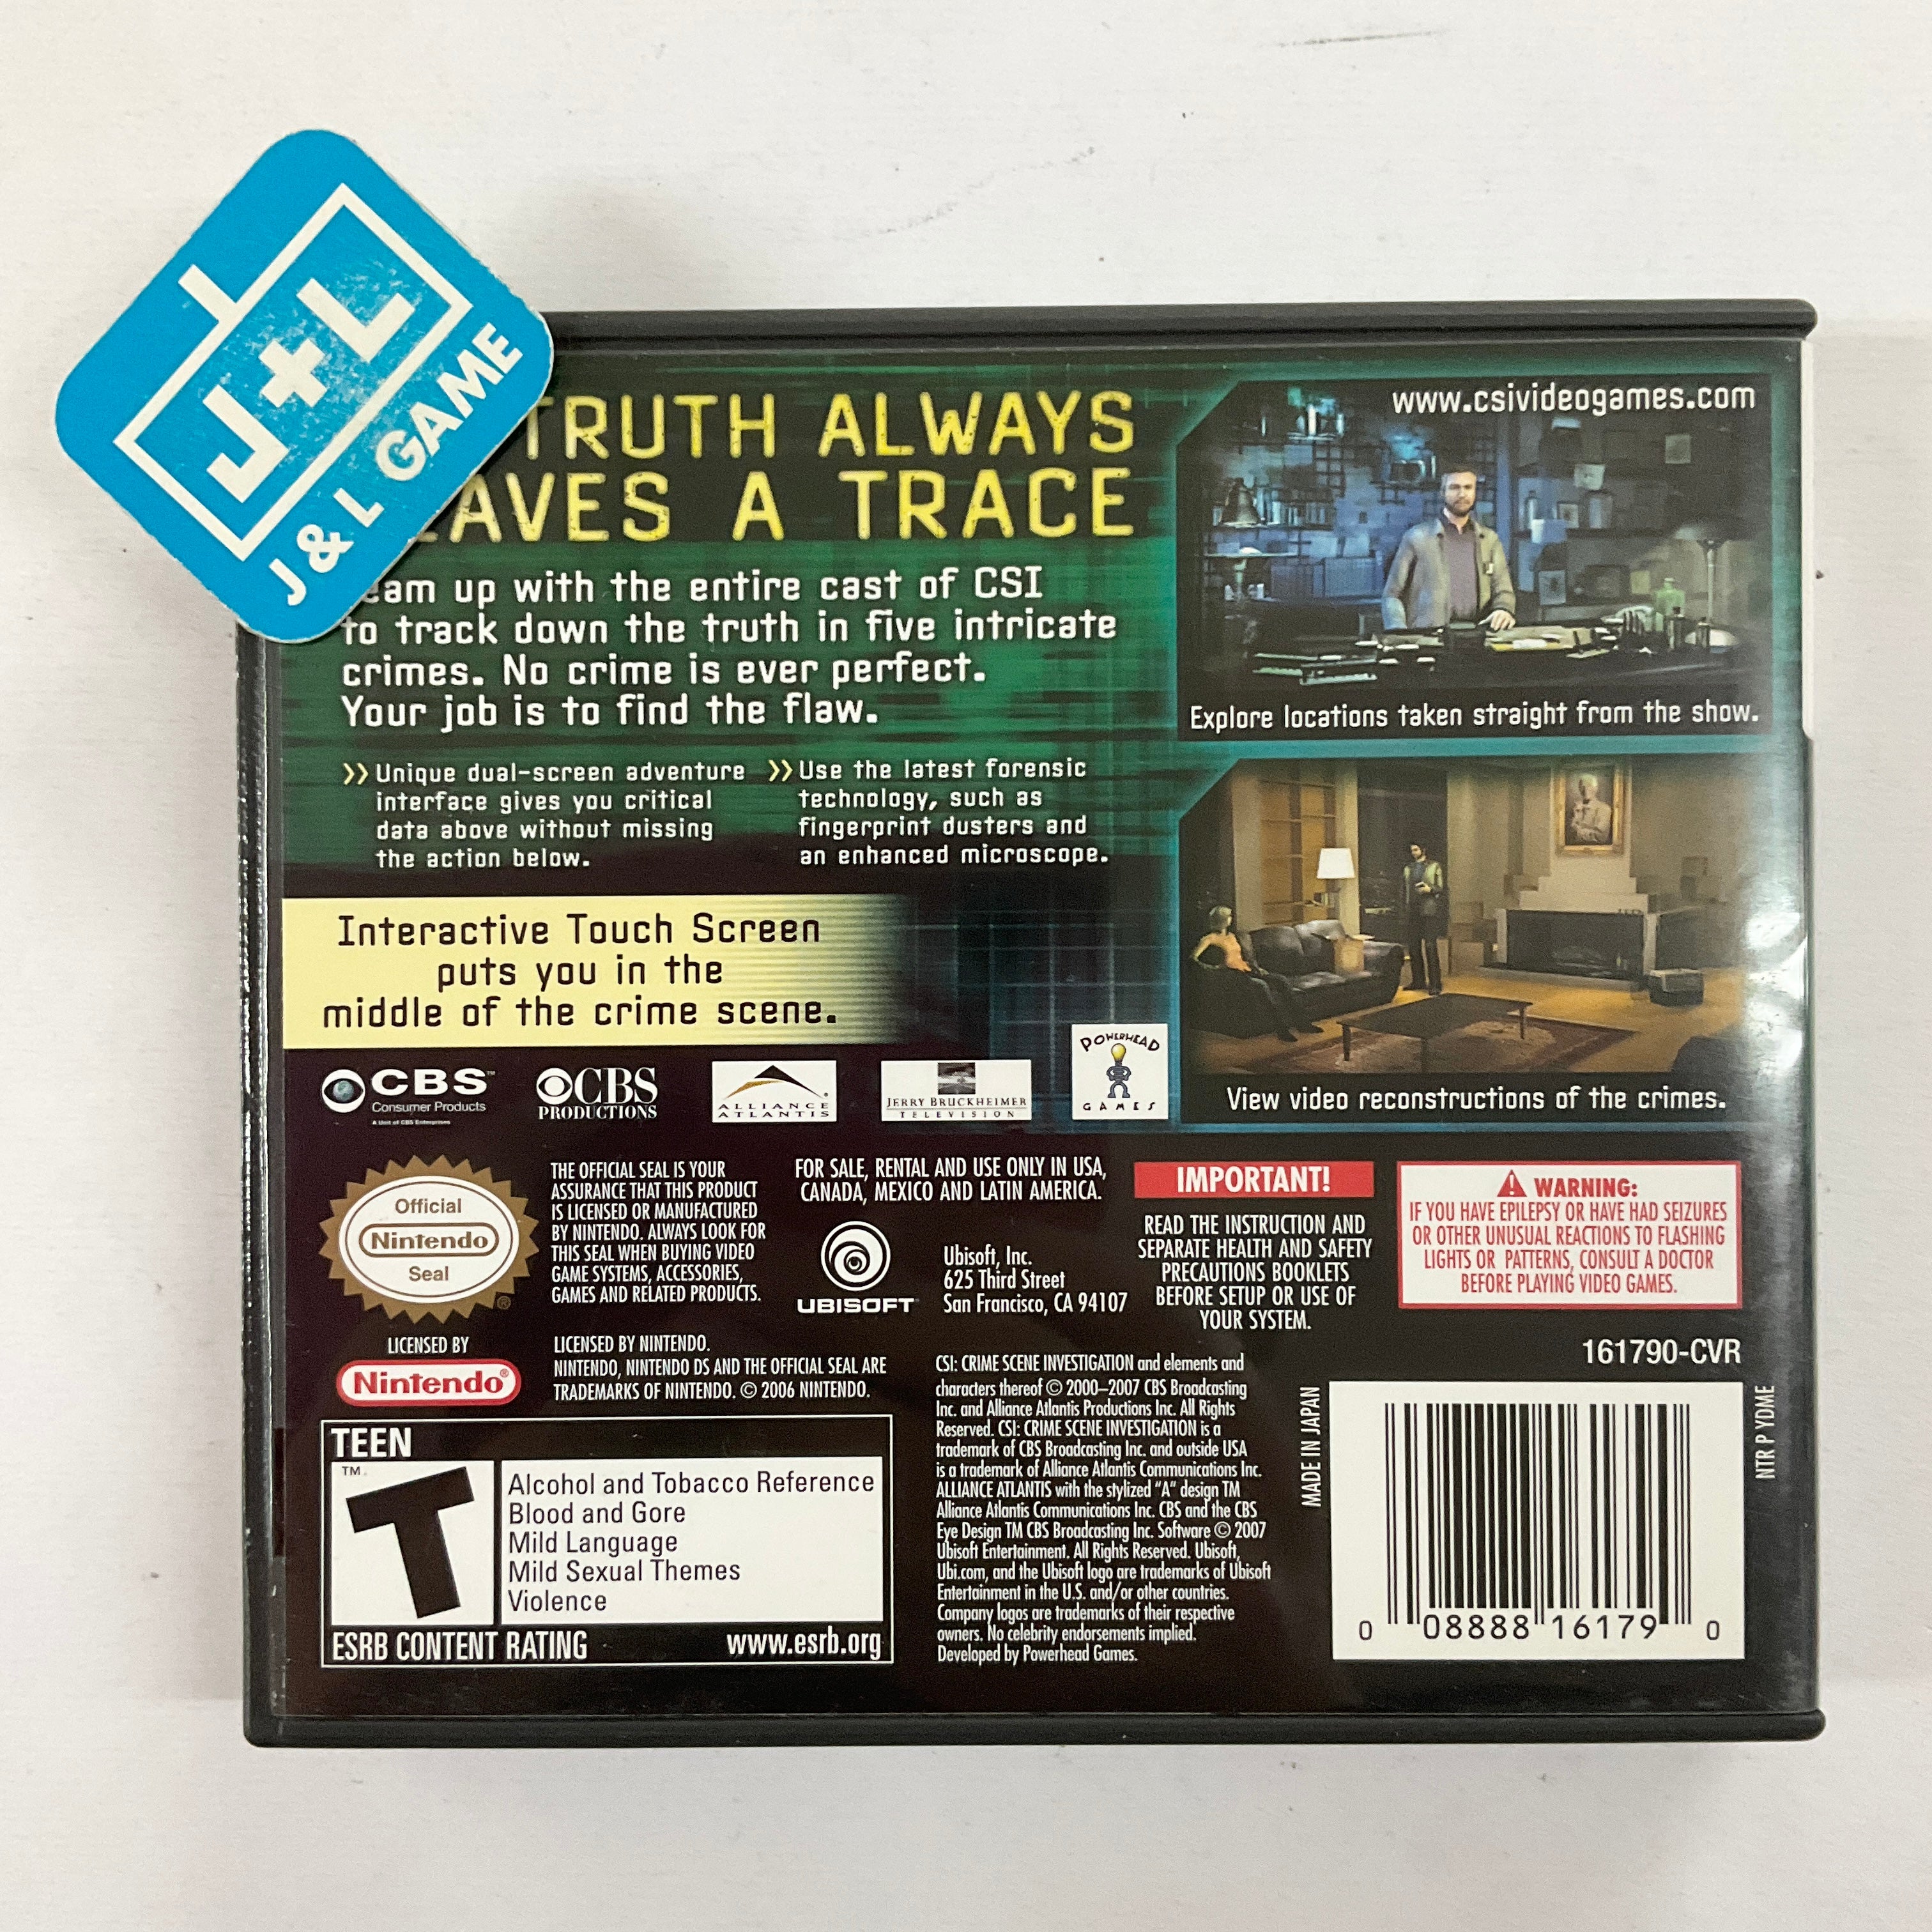 J+L
J & L GAME
TRUTH ALWAYS
AVES A TRACE
eam up with the entire cast of CSI
to track down the truth in five intricate
crimes. No crime is ever perfect.
Your job is to find the flaw.
>> Unique dual-screen adventure
interface gives you critical
data above without missing
the action below.
>> Use the latest forensic
technology, such as
fingerprint dusters and
an enhanced microscope.
Interactive Touch Screen
puts you in the
middle of the crime scene.
www.csivideogames.com
Explore locations taken straight from the show.
View video reconstructions of the crimes.
CBS™
Consumer Products
A Unit of CBS Enterprises
CBS
PRODUCTIONS
ALLIANCE
ATLANTIS
JERRY BRUCKHEIMER
TELEVISION
POWERHEAD
GAMES
Official
Nintendo
Seal
®
THE OFFICIAL SEAL IS YOUR
ASSURANCE THAT THIS PRODUCT
IS LICENSED OR MANUFACTURED
BY NINTENDO. ALWAYS LOOK FOR
THIS SEAL WHEN BUYING VIDEO
GAME SYSTEMS, ACCESSORIES,
GAMES AND RELATED PRODUCTS.
FOR SALE, RENTAL AND USE ONLY IN USA,
CANADA, MEXICO AND LATIN AMERICA.
UBISOFT
Ubisoft, Inc.
625 Third Street
San Francisco, CA 94107
IMPORTANT!
READ THE INSTRUCTION AND
SEPARATE HEALTH AND SAFETY
PRECAUTIONS BOOKLETS
BEFORE SETUP OR USE OF
YOUR SYSTEM.
WARNING:
IF YOU HAVE EPILEPSY OR HAVE HAD SEIZURES
OR OTHER UNUSUAL REACTIONS TO FLASHING
LIGHTS OR PATTERNS, CONSULT A DOCTOR
BEFORE PLAYING VIDEO GAMES.
LICENSED BY
Nintendo®
LICENSED BY NINTENDO.
NINTENDO, NINTENDO DS AND THE OFFICIAL SEAL ARE
TRADEMARKS OF NINTENDO. © 2006 NINTENDO.
TEEN
™
T
Alcohol and Tobacco Reference
Blood and Gore
Mild Language
Mild Sexual Themes
Violence
ESRB CONTENT RATING www.esrb.org
CSI: CRIME SCENE INVESTIGATION and elements and
characters thereof © 2000–2007 CBS Broadcasting
Inc. and Alliance Atlantis Productions Inc. All Rights
Reserved. CSI: CRIME SCENE INVESTIGATION is a
trademark of CBS Broadcasting Inc. and outside USA
is a trademark of Alliance Atlantis Communications Inc.
ALLIANCE ATLANTIS with the stylized "A" design TM
Alliance Atlantis Communications Inc. CBS and the CBS
Eye Design TM CBS Broadcasting Inc. Software © 2007
Ubisoft Entertainment. All Rights Reserved. Ubisoft,
Ubi.com, and the Ubisoft logo are trademarks of Ubisoft
Entertainment in the U.S. and/or other countries.
Company logos are trademarks of their respective
owners. No celebrity endorsements implied.
Developed by Powerhead Games.
161790-CVR
MADE IN JAPAN
NTR P YDME
0 08888 16179 0